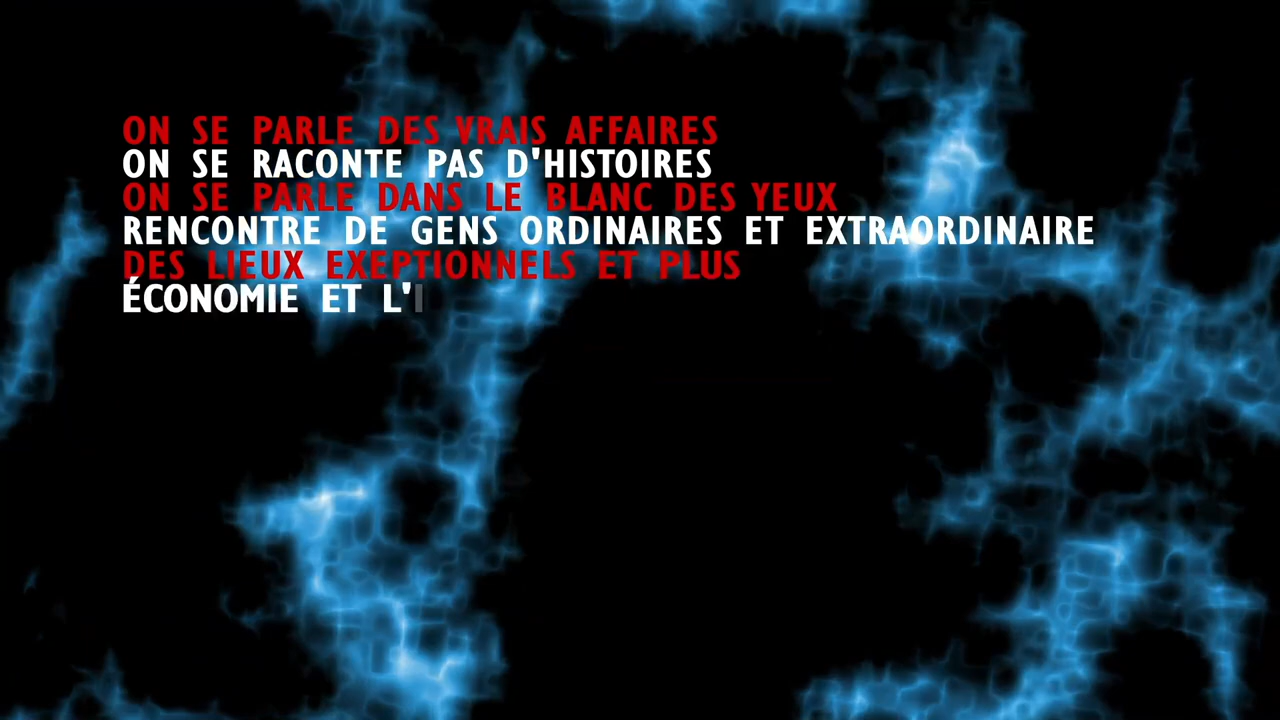 ON SE PARLE DES VRAIS AFFAIRES
ON SE RACONTE PAS D'HISTOIRES
ON SE PARLE DANS LE BLANC DES YEUX
RENCONTRE DE GENS ORDINAIRES ET EXTRAORDINAIRE
DES LIEUX EXEPTIONNELS ET PLUS
ÉCONOMIE ET L'I